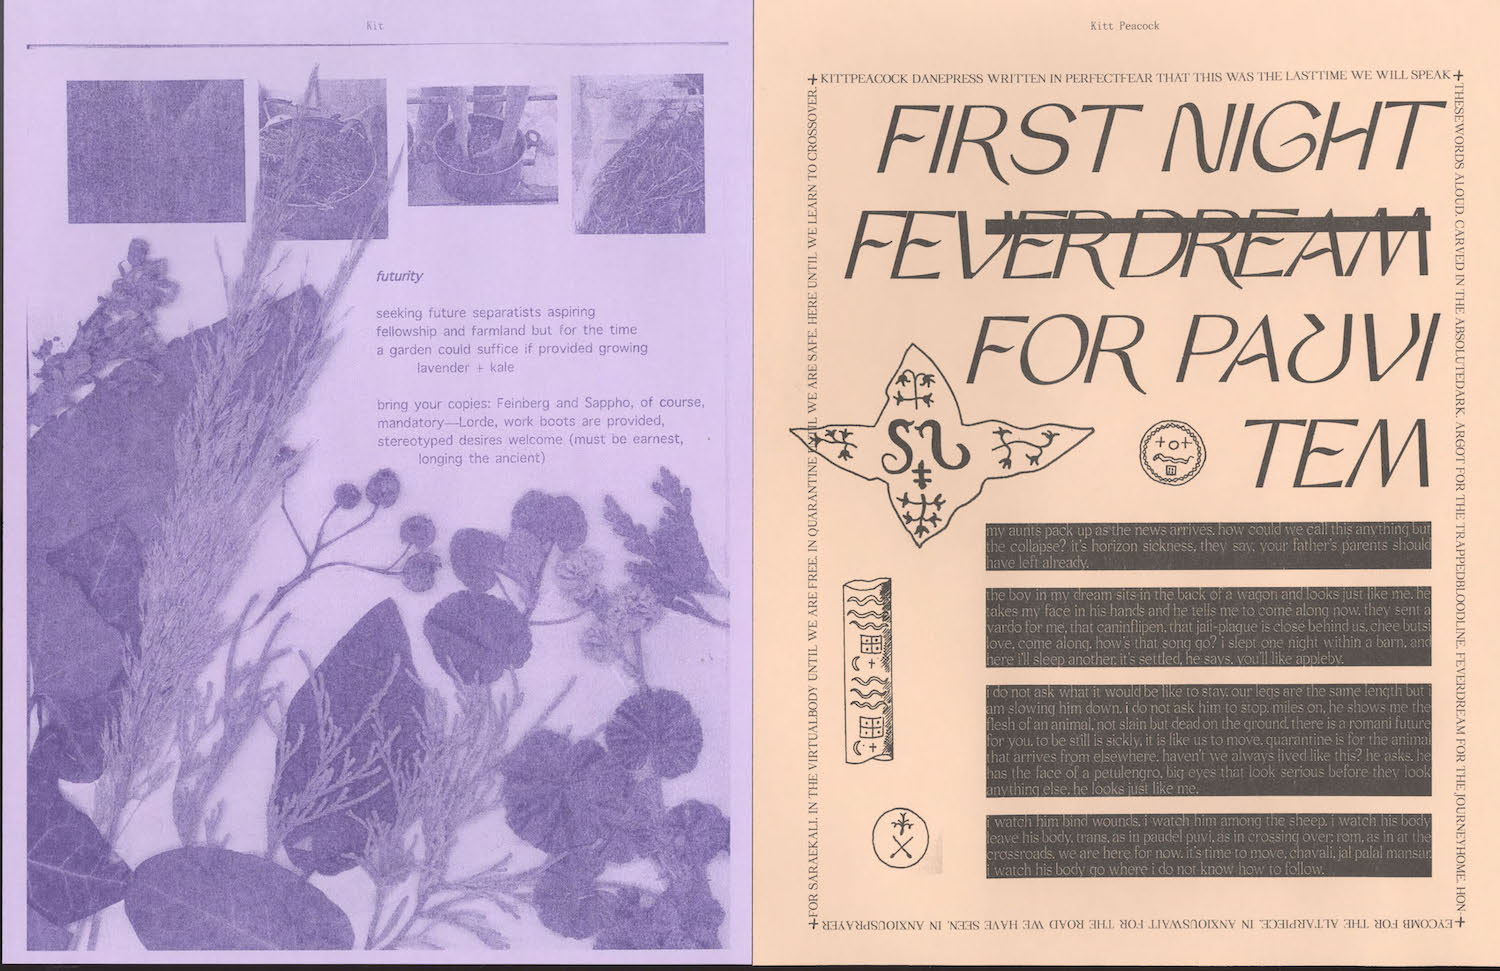 Kit
futurity
seeking future separatists aspiring
fellowship and farmland but for the time
a garden could suffice if provided growing
lavender + kale
bring your copies: Feinberg and Sappho, of course,
mandatory—Lorde, work boots are provided,
stereotyped desires welcome (must be earnest,
longing the ancient)
Kitt Peacock
KITTPEACOCK DANEPRESS WRITTEN IN PERFECTFEAR THAT THIS WAS THE LASTTIME WE WILL SPEAK
THESEWORDS ALOUD. CARVED IN THE ABSOLUTEDARK. ARGOT FOR THE TRAPPEDBLOODLINE. FEVERDREAM FOR THE JOURNEYHOME. HON-
EYCOMB FOR THE ALTARPIECE. IN ANXIOUSWAIT FOR THE ROAD WE HAVE SEEN. IN ANXIOUSPRAYER
FOR SARAEKALI. IN THE VIRTUALBODY UNTIL WE ARE FREE. IN QUARANTINE UNTIL WE ARE SAFE. HERE UNTIL WE LEARN TO CROSSOVER.
FIRST NIGHT
FEVERDREAM
FOR PAUVI
TEM
my aunts pack up as the news arrives. how could we call this anything but
the collapse? it's horizon sickness, they say, your father's parents should
have left already.
the boy in my dream sits in the back of a wagon and looks just like me. he
takes my face in his hands and he tells me to come along now, they sent a
vardo for me, that caninflipen, that jail-plague is close behind us, chee butsi
love, come along, how's that song go? i slept one night within a barn, and
here i'll sleep another. it's settled, he says, you'll like appleby.
i do not ask what it would be like to stay. our legs are the same length but i
am slowing him down. i do not ask him to stop. miles on, he shows me the
flesh of an animal, not slain but dead on the ground. there is a romani future
for you. to be still is sickly, it is like us to move. quarantine is for the animal
that arrives from elsewhere. haven't we always lived like this? he asks. he
has the face of a petulengro, big eyes that look serious before they look
anything else. he looks just like me.
i watch him bind wounds. i watch him among the sheep. i watch his body
leave his body. trans, as in paudel puvi, as in crossing over; rom, as in at the
crossroads. we are here for now. it's time to move, chavali. jal palal mansur.
i watch his body go where i do not know how to follow.